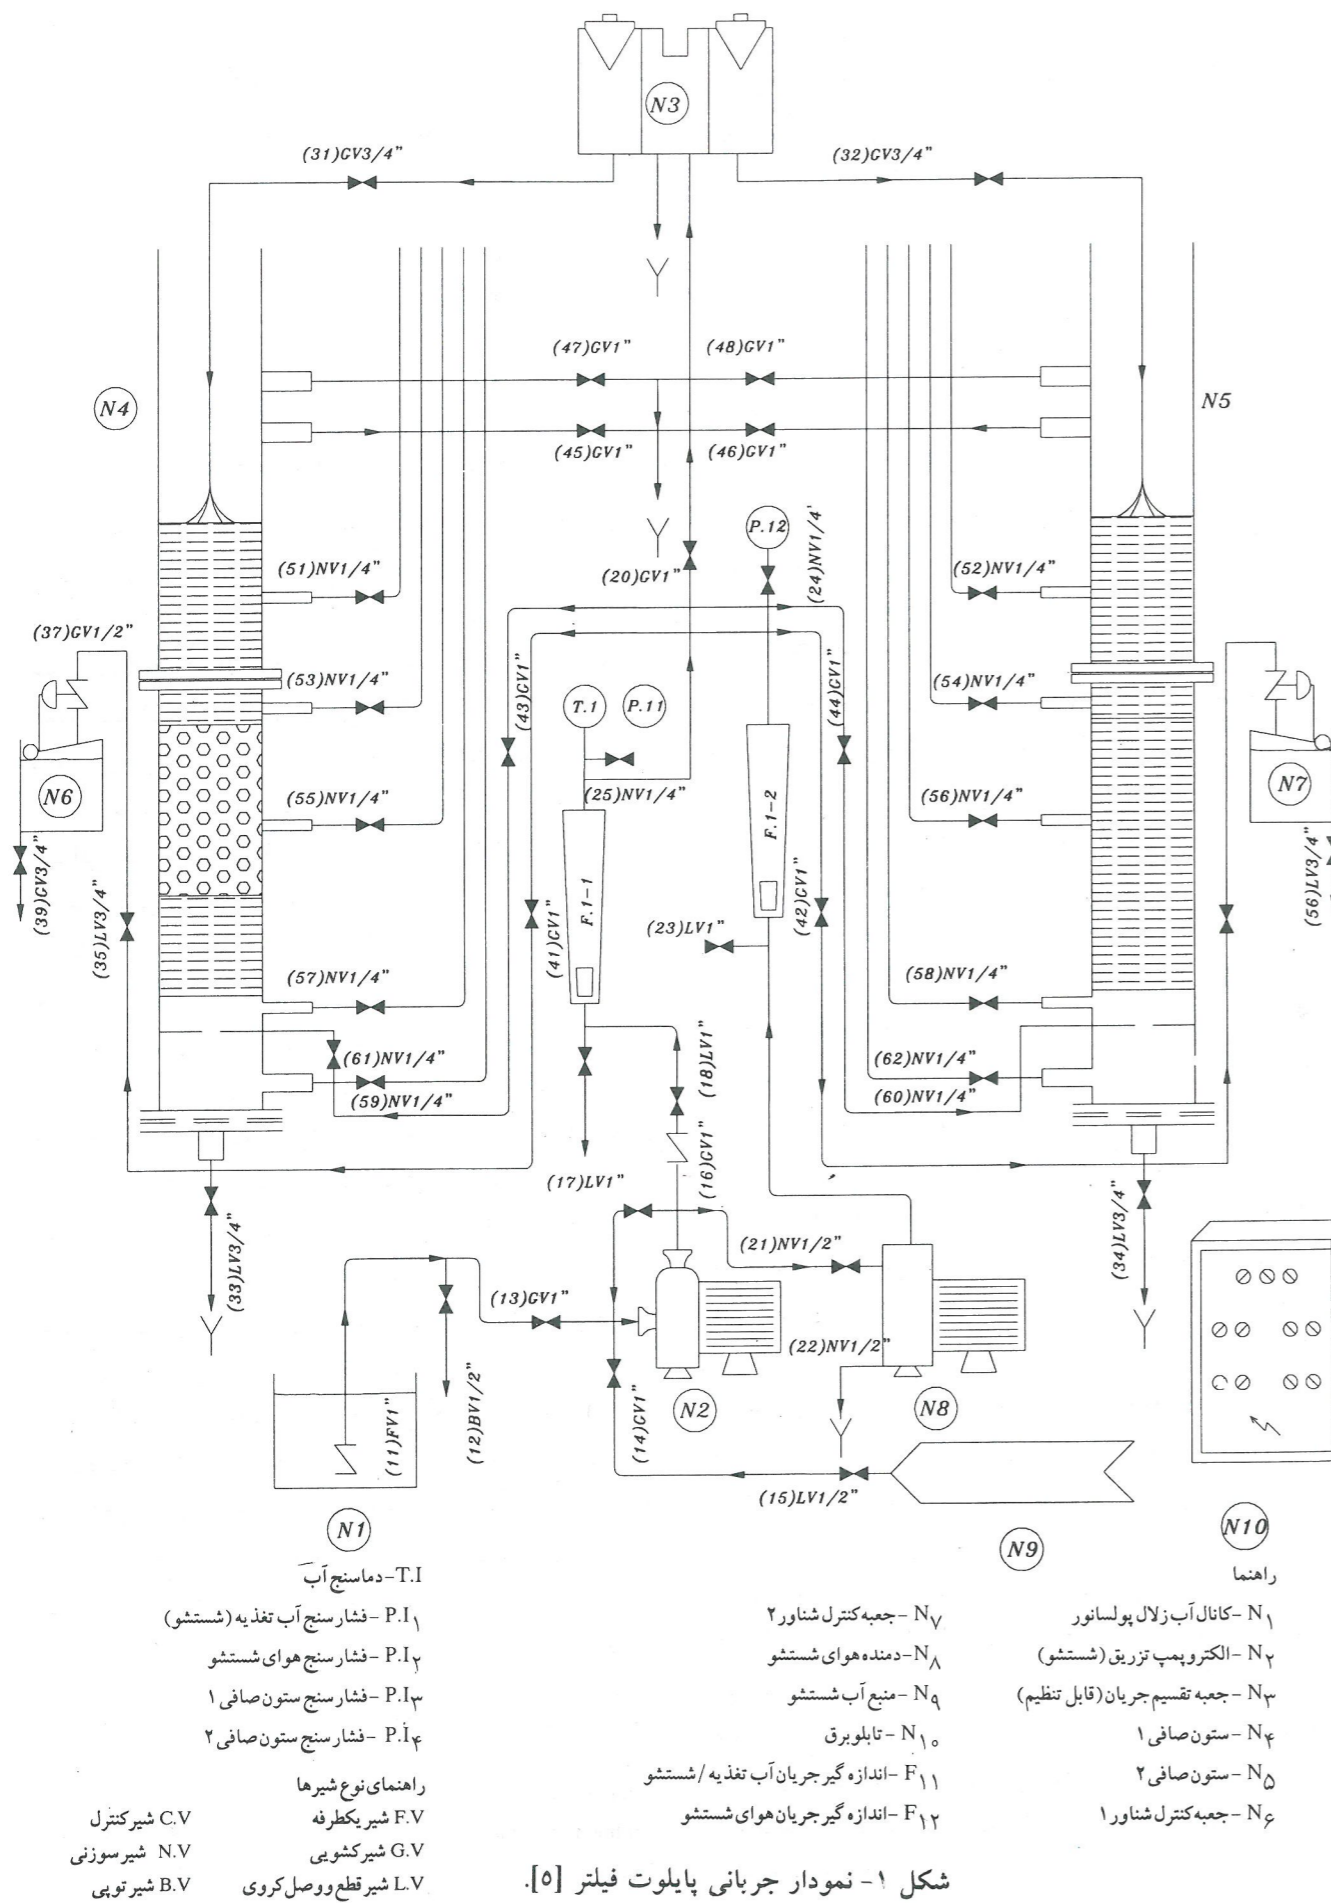 N3
(31)GV3/4"
(32)GV3/4"
(47)GV1"
(48)GV1"
N4
N5
(45)GV1"
(46)GV1"
P.12
(24)NV1/4'
(51)NV1/4"
(20)GV1"
(52)NV1/4"
(37)GV1/2"
(53)NV1/4"
(43)GV1"
T.1
P.11
(44)GV1"
(54)NV1/4"
N6
(55)NV1/4"
(25)NV1/4"
F.1-2
(56)NV1/4"
N7
(39)GV3/4"
(35)LV3/4"
F.1-1
(41)GV1"
(42)GV1"
(56)LV3/4"
(23)LV1"
(57)NV1/4"
(58)NV1/4"
(61)NV1/4"
(18)LV1"
(62)NV1/4"
(59)NV1/4"
(60)NV1/4"
(17)LV1"
(16)GV1"
(33)LV3/4"
(21)NV1/2"
(34)LV3/4"
(13)GV1"
(22)NV1/2"
(11)FV1"
(12)BV1/2"
(14)GV1"
N2
N8
(15)LV1/2"
N1
N9
N10
راهنما
N۱ -کانال آب زلال پولسانور
N۲ -الکتروپمپ تزریق (شستشو)
N۳ -جعبه تقسیم جریان (قابل تنظیم)
N۴ -ستون صافی ۱
N۵ -ستون صافی ۲
N۶ -جعبه کنترل شناور ۱
N۷ -جعبه کنترل شناور ۲
N۸ -دمنده هوای شستشو
N۹ -منبع آب شستشو
N۱۰ -تابلو برق
F۱۱ -اندازه گیر جریان آب تغذیه / شستشو
F۱۲ -اندازه گیر جریان هوای شستشو
T.I -دماسنج آب
P.I۱ -فشارسنج آب تغذیه (شستشو)
P.I۲ -فشارسنج هوای شستشو
P.I۳ -فشارسنج ستون صافی ۱
P.I۴ -فشارسنج ستون صافی ۲
راهنمای نوع شیرها
F.V شیر یکطرفه
C.V شیر کنترل
G.V شیر کشویی
N.V شیر سوزنی
L.V شیر قطع و وصل کروی
B.V شیر توپی
شکل ۱- نمودار جریانی پایلوت فیلتر [۵].